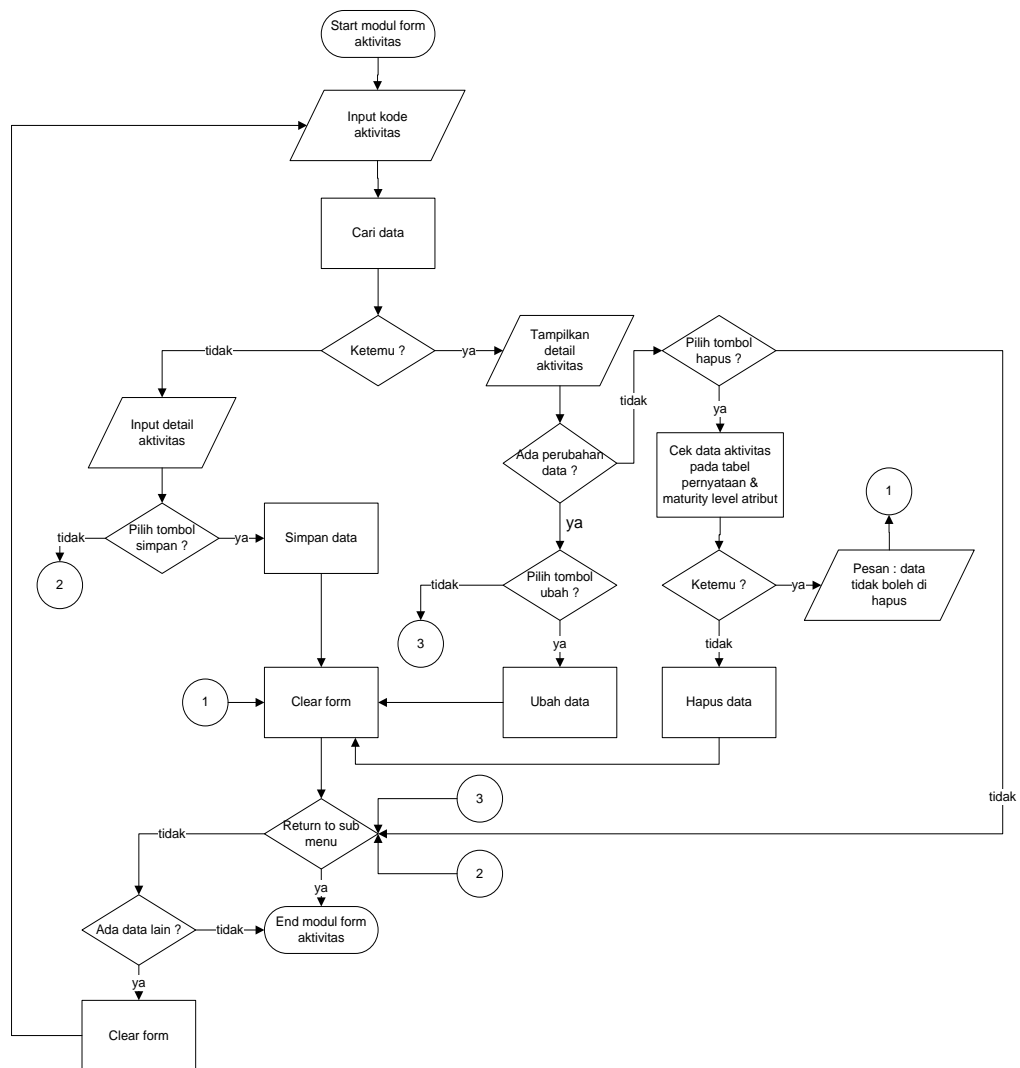 Start modul form
aktivitas
Input kode
aktivitas
Cari data
Ketemu ?
tidak
ya
Tampilkan
detail
aktivitas
Pilih tombol
hapus ?
tidak
ya
Input detail
aktivitas
Ada perubahan
data ?
Cek data aktivitas
pada tabel
pernyataan &
maturity level atribut
1
Pilih tombol
simpan ?
tidak
ya
Simpan data
2
ya
Pilih tombol
ubah ?
tidak
3
ya
Ketemu ?
ya
Pesan : data
tidak boleh di
hapus
tidak
1
Clear form
Ubah data
Hapus data
3
tidak
Return to sub
menu
tidak
2
ya
Ada data lain ?
tidak
End modul form
aktivitas
ya
Clear form